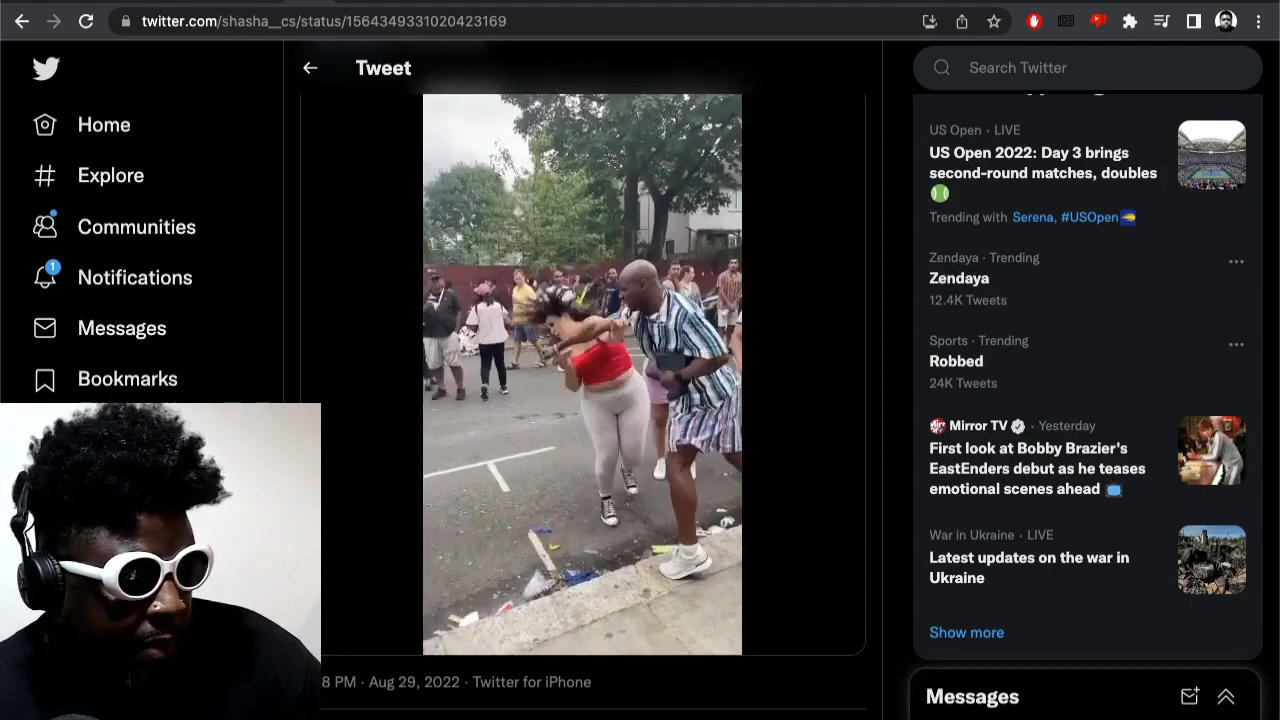 twitter.com/shasha__cs/status/1564349331020423169
Home
Explore
Communities
1
Notifications
Messages
Bookmarks
Tweet
8 PM · Aug 29, 2022 · Twitter for iPhone
Search Twitter
US Open · LIVE
US Open 2022: Day 3 brings
second-round matches, doubles
Trending with Serena, #USOpen
Zendaya · Trending
Zendaya
12.4K Tweets
Sports · Trending
Robbed
24K Tweets
Mirror TV · Yesterday
First look at Bobby Brazier's
EastEnders debut as he teases
emotional scenes ahead
War in Ukraine · LIVE
Latest updates on the war in
Ukraine
Show more
Messages